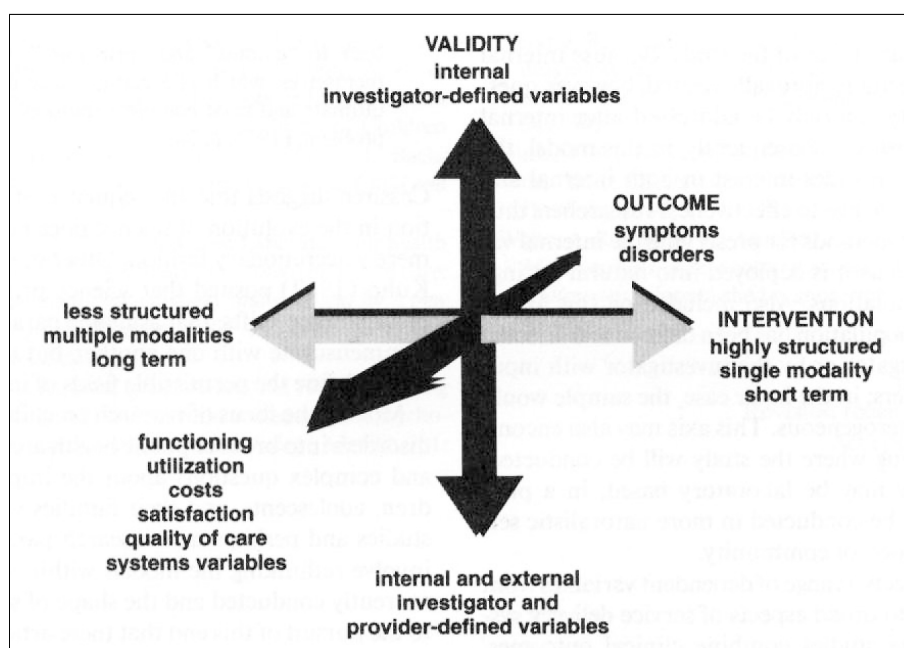 VALIDITY
internal
investigator-defined variables
OUTCOME
symptoms
disorders
less structured
multiple modalities
long term
INTERVENTION
highly structured
single modality
short term
functioning
utilization
costs
satisfaction
quality of care
systems variables
internal and external
investigator and
provider-defined variables